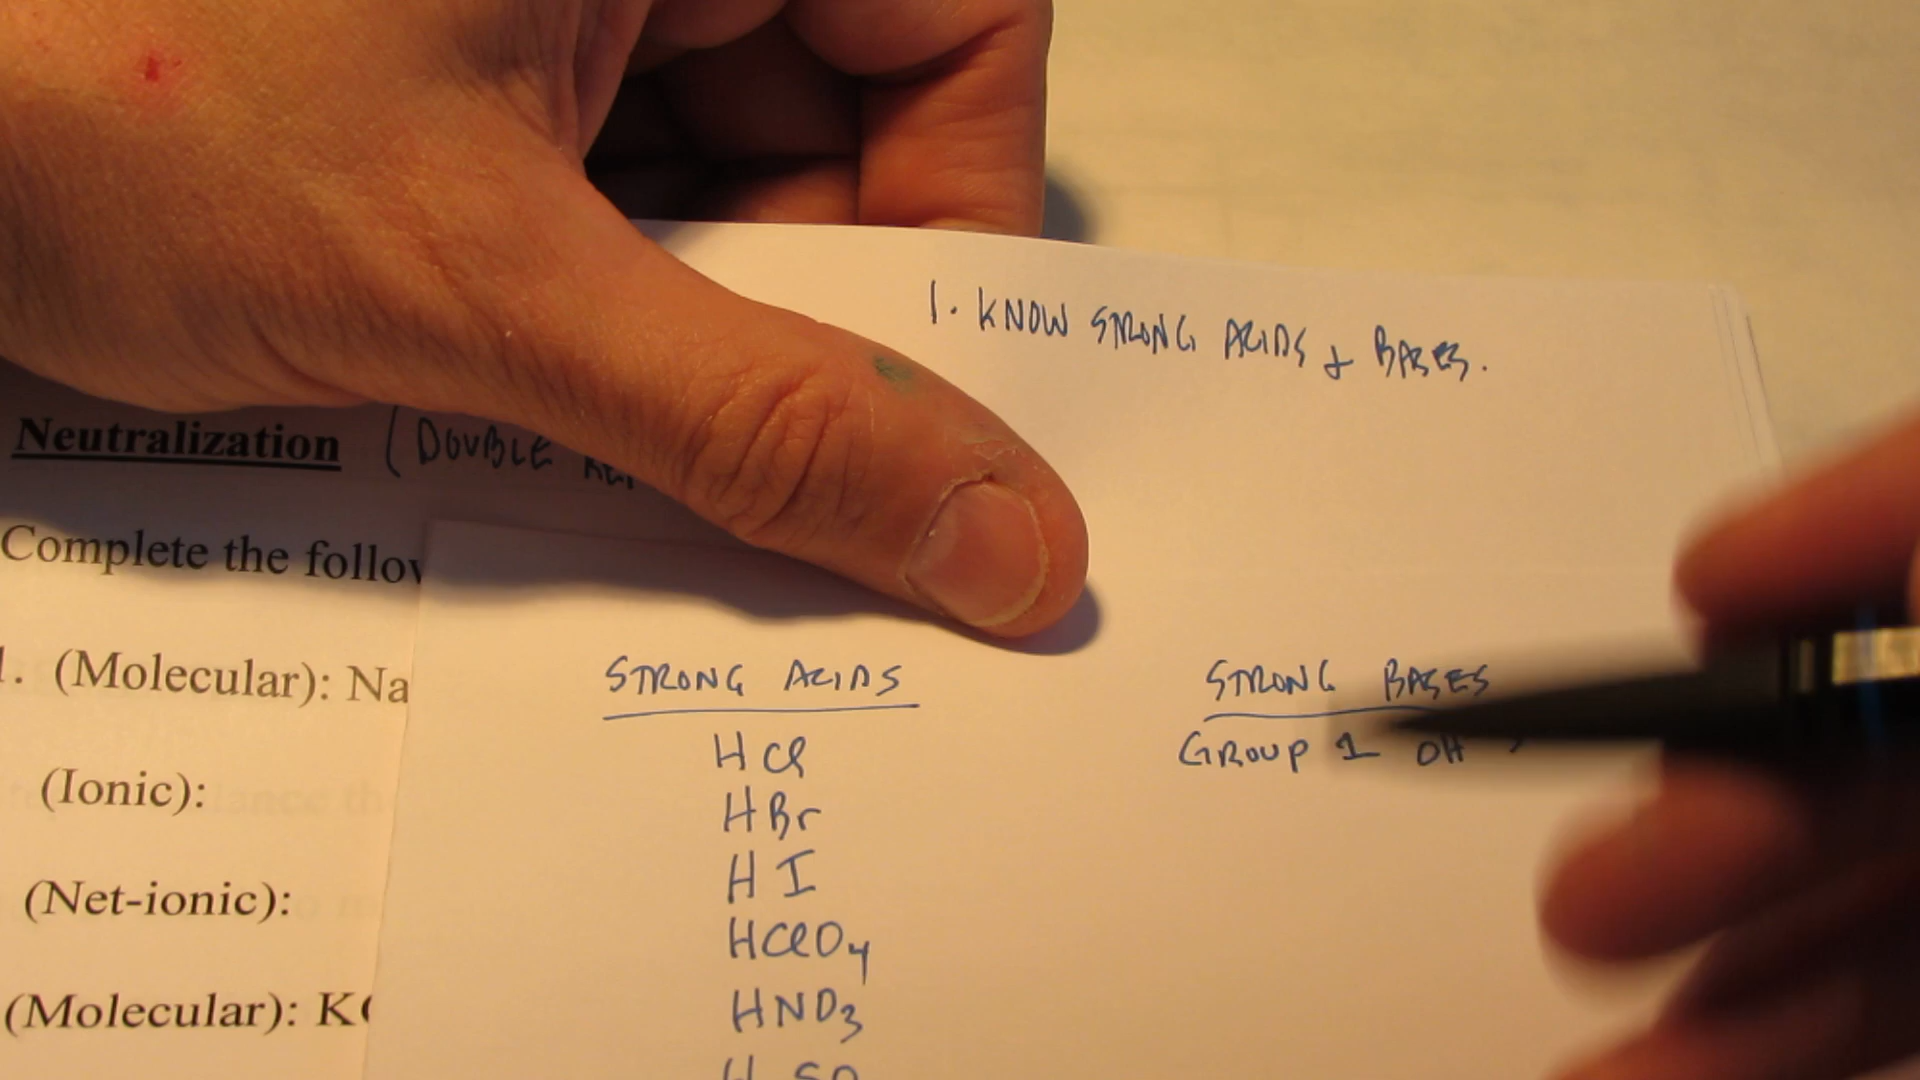 1. KNOW STRONG ACIDS & BASES.
Neutralization (DOUBLE
Complete the follow
1. (Molecular): Na
(Ionic):
(Net-ionic):
(Molecular): K
STRONG ACIDS
HCl
HBr
HI
HClO4
HNO3
H SO
STRONG BASES
GROUP 1 OH